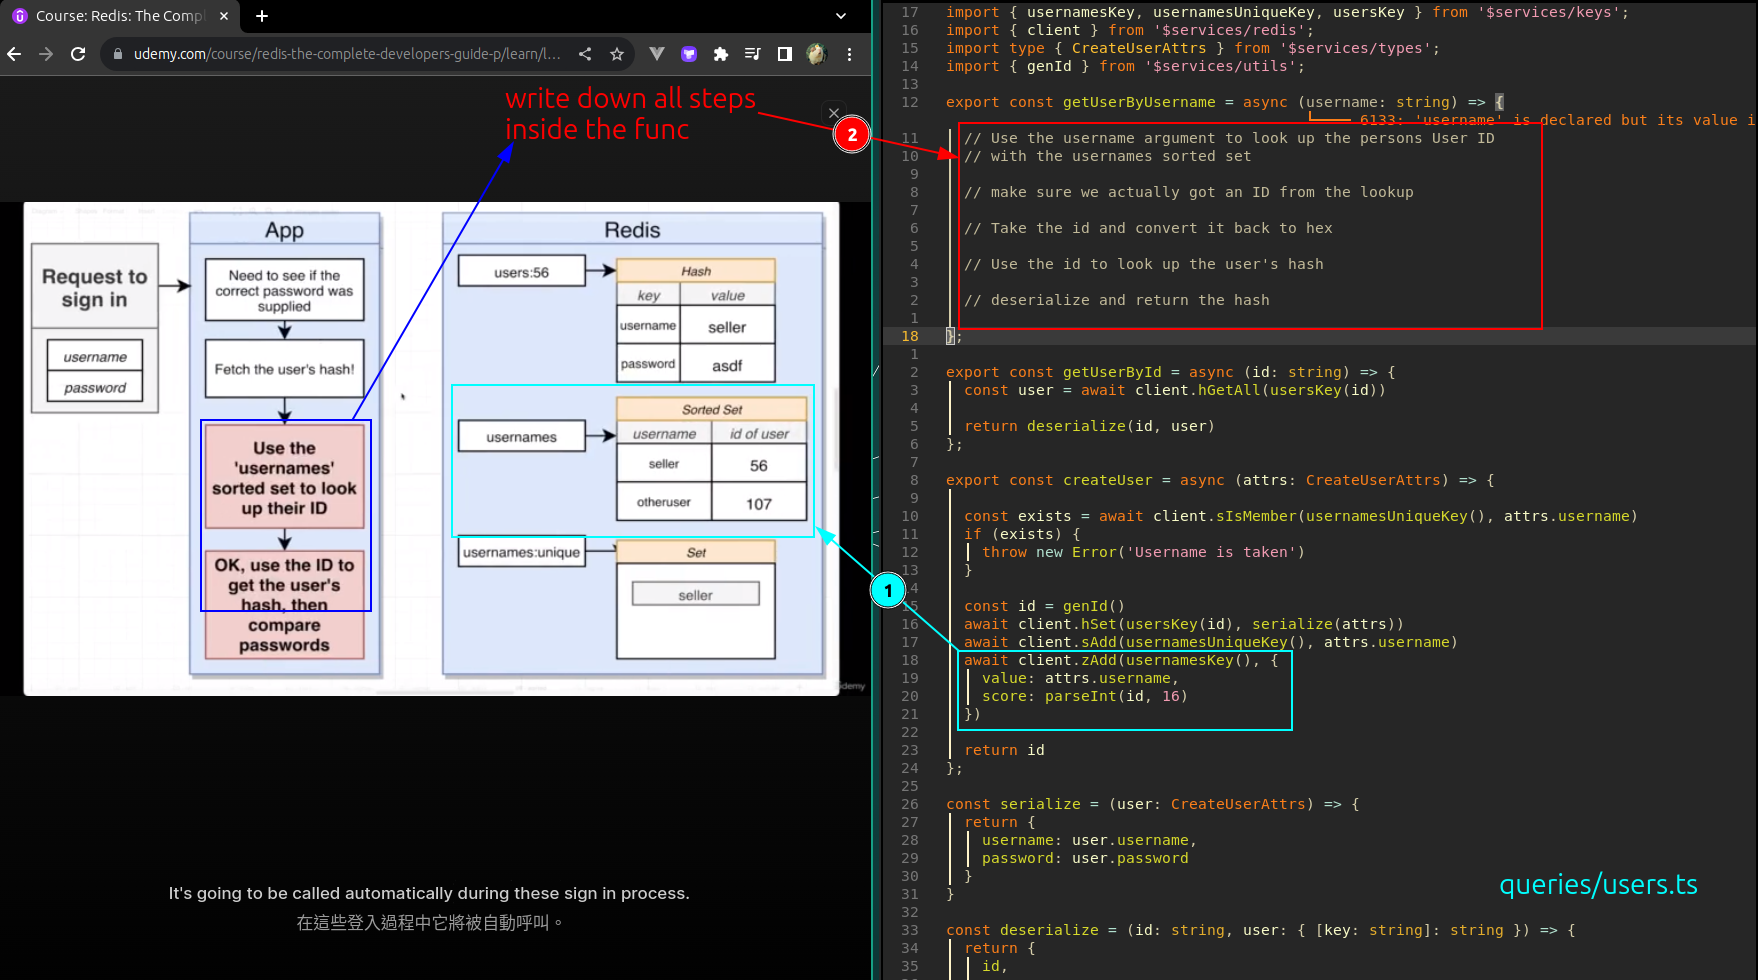 Course: Redis: The Compl
udemy.com/course/redis-the-complete-developers-guide-p/learn/l...
write down all steps
inside the func
2
App
Redis
Request to
sign in
username
password
Need to see if the
correct password was
supplied
Fetch the user's hash!
Use the
'usernames'
sorted set to look
up their ID
OK, use the ID to
get the user's
hash, then
compare
passwords
users:56
Hash
key value
username seller
password asdf
usernames
Sorted Set
username id of user
seller 56
otheruser 107
usernames:unique
Set
seller
1
It's going to be called automatically during these sign in process.
在這些登入過程中它將被自動呼叫。
17 import { usernamesKey, usernamesUniqueKey, usersKey } from '$services/keys';
16 import { client } from '$services/redis';
15 import type { CreateUserAttrs } from '$services/types';
14 import { genId } from '$services/utils';
13
12 export const getUserByUsername = async (username: string) => {
6133: 'username' is declared but its value i
11 // Use the username argument to look up the persons User ID
10 // with the usernames sorted set
9
8 // make sure we actually got an ID from the lookup
7
6 // Take the id and convert it back to hex
5
4 // Use the id to look up the user's hash
3
2 // deserialize and return the hash
1
18 };
1
2 export const getUserById = async (id: string) => {
3 const user = await client.hGetAll(usersKey(id))
4
5 return deserialize(id, user)
6 };
7
8 export const createUser = async (attrs: CreateUserAttrs) => {
9
10 const exists = await client.sIsMember(usernamesUniqueKey(), attrs.username)
11 if (exists) {
12 throw new Error('Username is taken')
13 }
14
15 const id = genId()
16 await client.hSet(usersKey(id), serialize(attrs))
17 await client.sAdd(usernamesUniqueKey(), attrs.username)
18 await client.zAdd(usernamesKey(), {
19 value: attrs.username,
20 score: parseInt(id, 16)
21 })
22
23 return id
24 };
25
26 const serialize = (user: CreateUserAttrs) => {
27 return {
28 username: user.username,
29 password: user.password
30 }
31 }
32
33 const deserialize = (id: string, user: { [key: string]: string }) => {
34 return {
35 id,
queries/users.ts